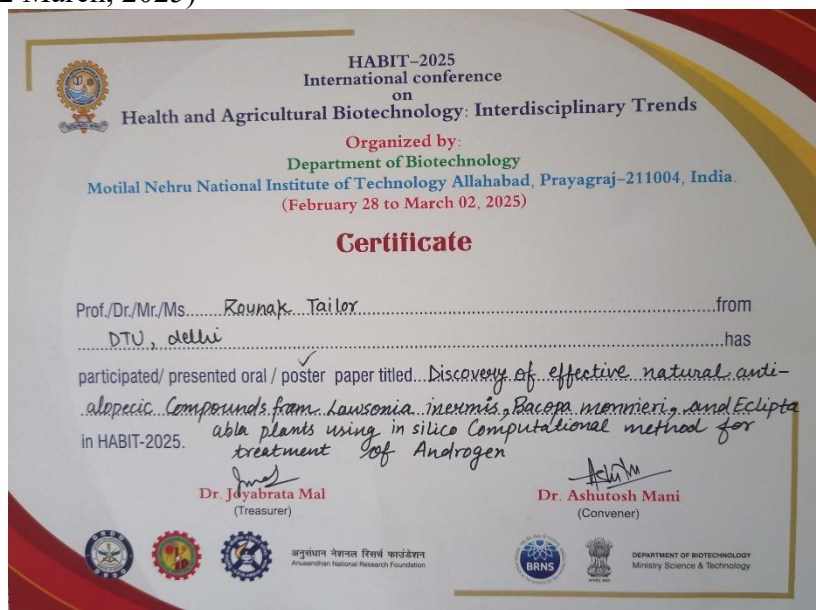 2 March, 2025)
HABIT-2025
International conference
on
Health and Agricultural Biotechnology: Interdisciplinary Trends
Organized by:
Department of Biotechnology
Motilal Nehru National Institute of Technology Allahabad, Prayagraj-211004, India.
(February 28 to March 02, 2025)
Certificate
Prof./Dr./Mr./Ms. Rounak Tailor from
DTU, delhi has
participated/ presented oral / poster paper titled Discovery of effective natural anti-
alopecic Compounds from Lawsonia inermis, Bacopa monnieri, and Eclipta
in HABIT-2025. abla plants using in silico Computational method for
treatment of Androgen
Dr. Joyabrata Mal
(Treasurer)
Dr. Ashutosh Mani
(Convener)
DRDO
अनुसंधान नेशनल रिसर्च फाउंडेशन
Anusandhan National Research Foundation
BRNS
DEPARTMENT OF BIOTECHNOLOGY
Ministry Science & Technology